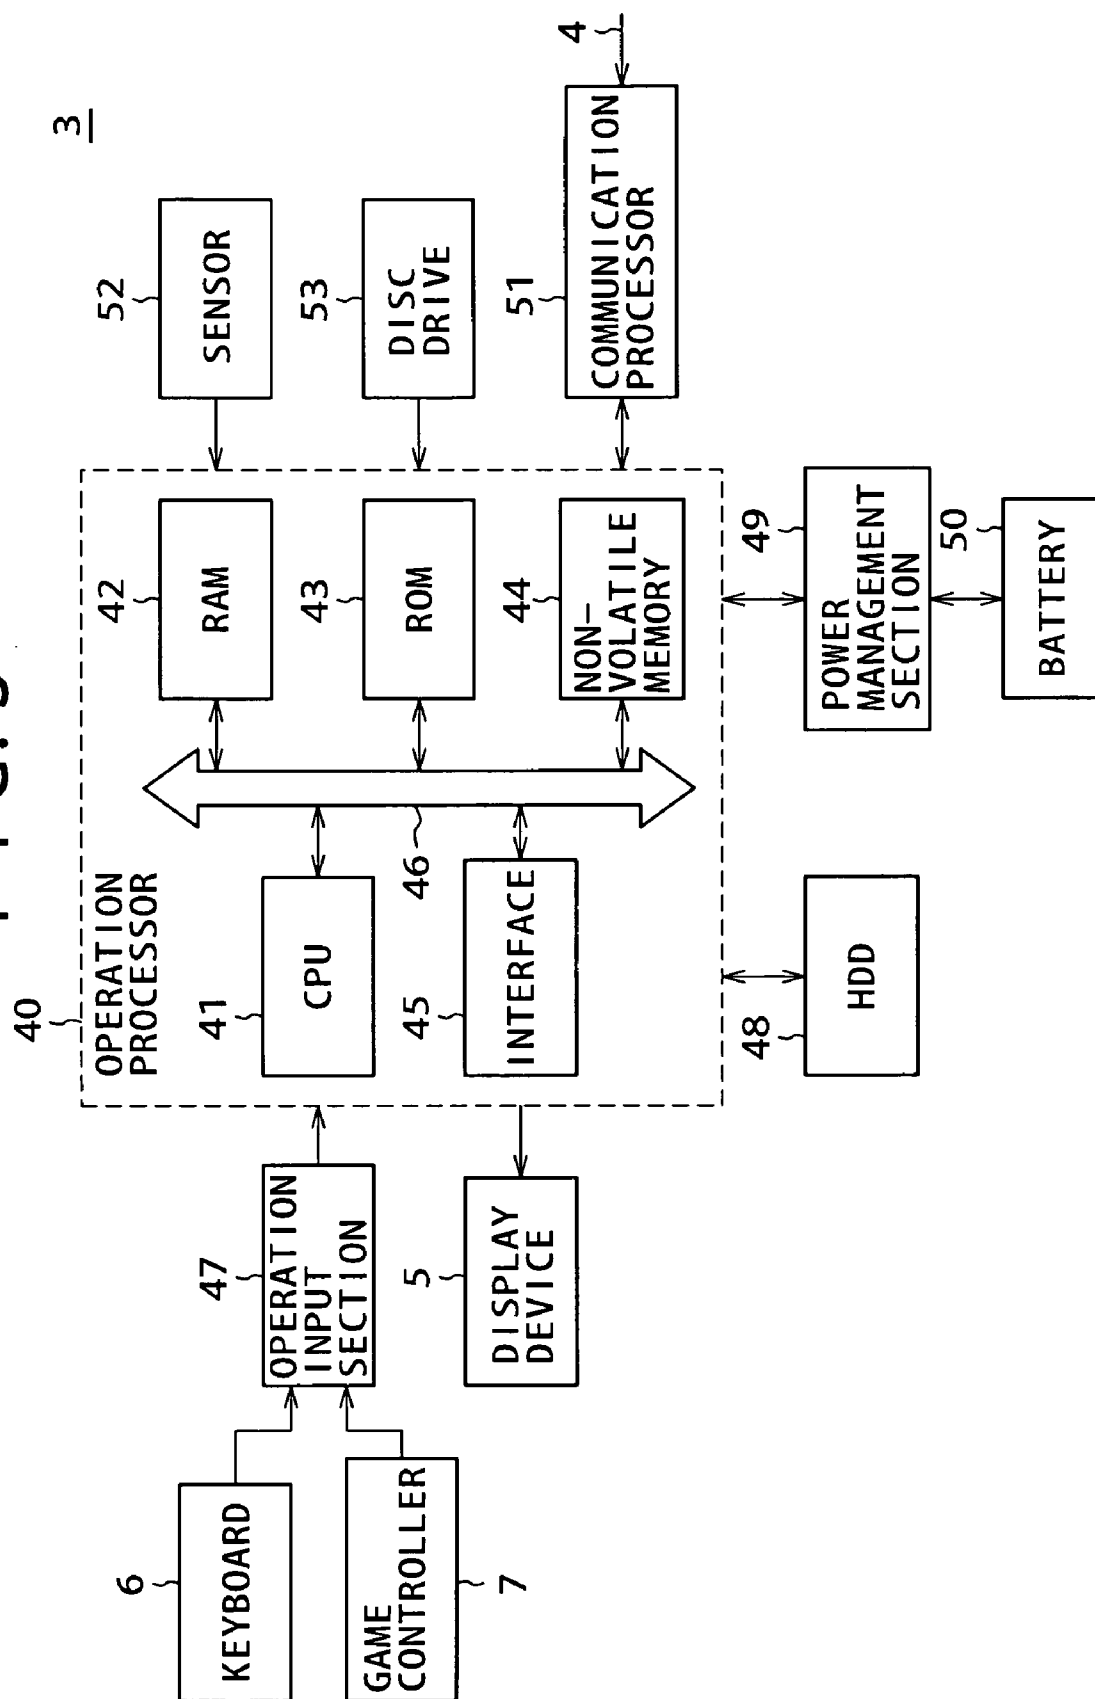 3
40
OPERATION
PROCESSOR
6
KEYBOARD
GAME
CONTROLLER
7
47
OPERATION
INPUT
SECTION
5
DISPLAY
DEVICE
41
CPU
45
INTERFACE
46
42
RAM
43
ROM
44
NON-
VOLATILE
MEMORY
52
SENSOR
53
DISC
DRIVE
51
COMMUNICATION
PROCESSOR
4
48
HDD
49
POWER
MANAGEMENT
SECTION
50
BATTERY